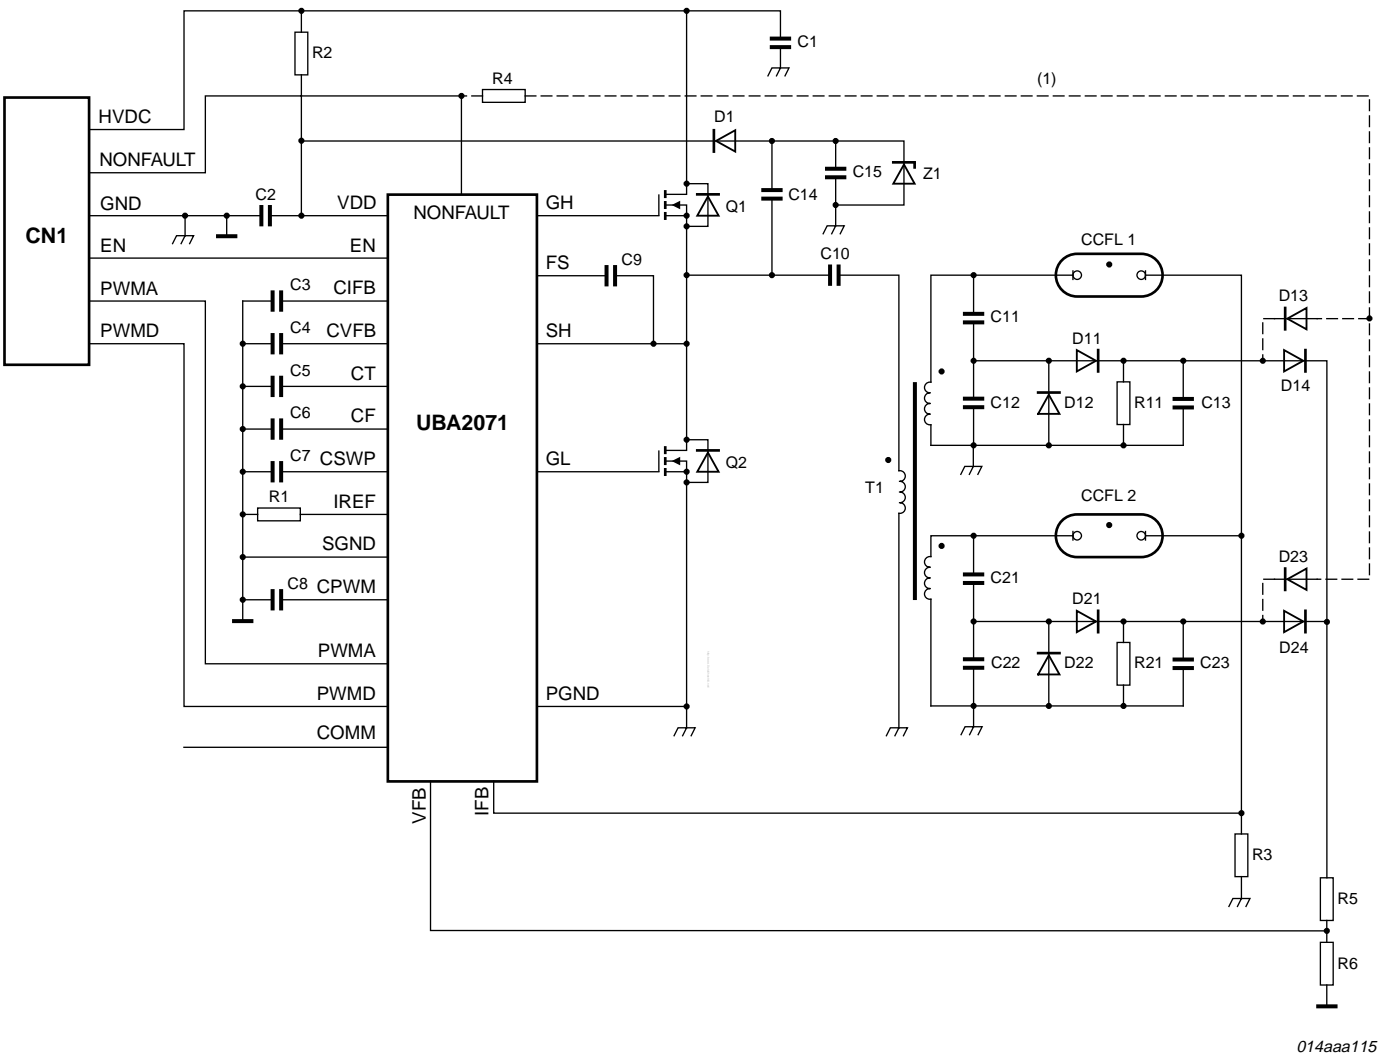 C1
R2
R4
(1)
HVDC
D1
NONFAULT
C15
Z1
C14
GND
C2
VDD
NONFAULT
GH
Q1
CN1
EN
EN
FS
C9
C10
CCFL 1
PWMA
C3
CIFB
D13
C11
PWMD
C4
CVFB
SH
D11
C5
CT
D14
C12
D12
R11
C13
C6
CF
UBA2071
C7
CSWP
GL
Q2
R1
IREF
T1
CCFL 2
SGND
D23
C8
CPWM
C21
D21
PWMA
D24
C22
D22
R21
C23
PWMD
PGND
COMM
VFB
IFB
R3
R5
R6
014aaa115